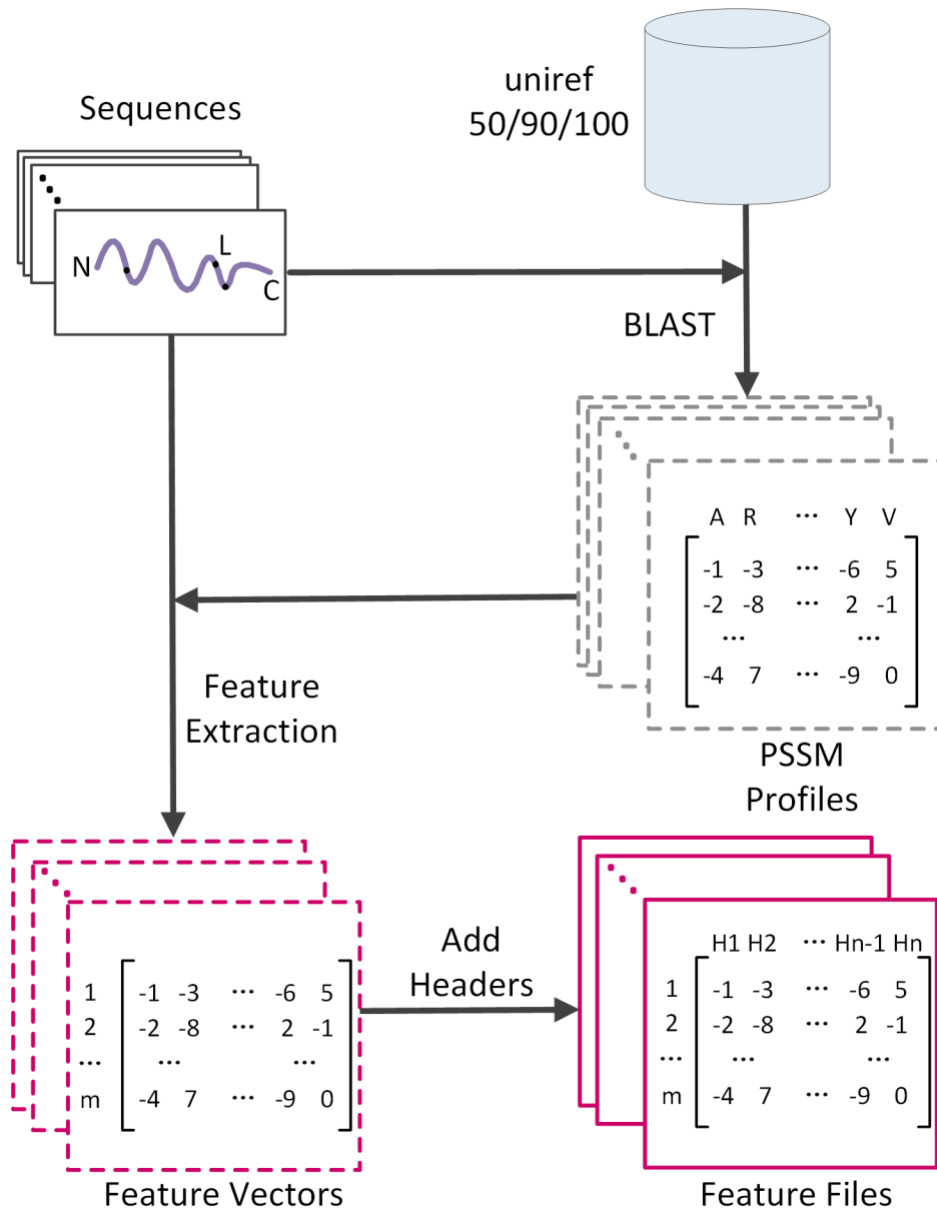 uniref
50/90/100
Sequences
N
L
C
BLAST
A R ... Y V
-1 -3 ... -6 5
-2 -8 ... 2 -1
... ...
-4 7 ... -9 0
PSSM
Profiles
Feature
Extraction
1 -1 -3 ... -6 5
2 -2 -8 ... 2 -1
... ... ...
m -4 7 ... -9 0
Feature Vectors
Add
Headers
H1 H2 ... Hn-1 Hn
1 -1 -3 ... -6 5
2 -2 -8 ... 2 -1
... ... ...
m -4 7 ... -9 0
Feature Files